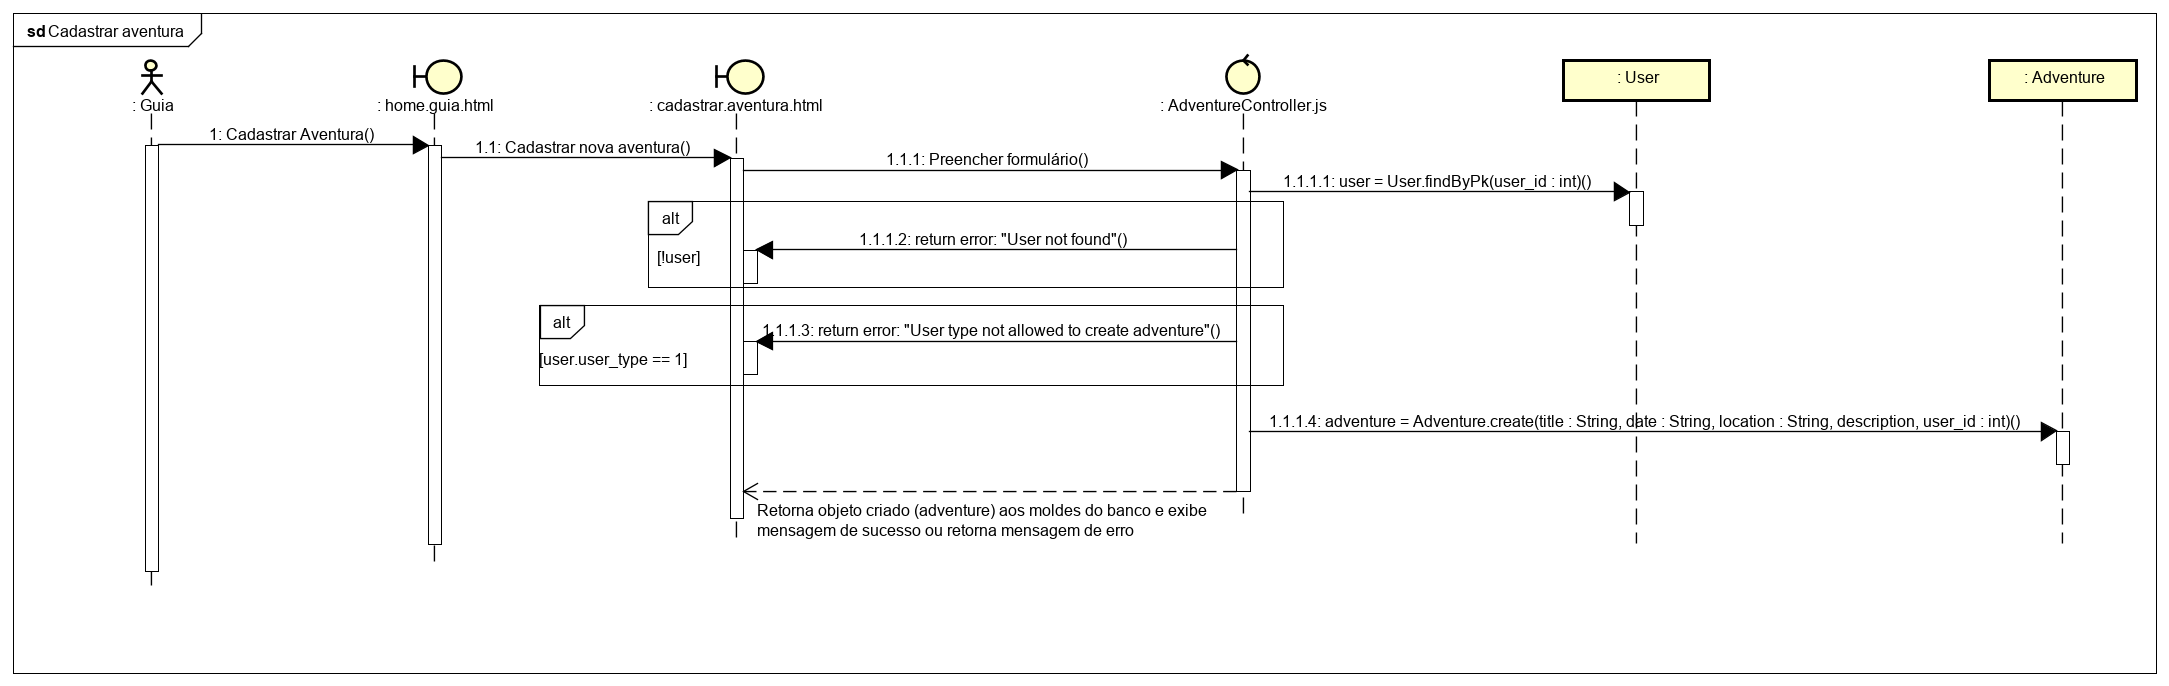 sd Cadastrar aventura
: Guia
: home.guia.html
: cadastrar.aventura.html
: AdventureController.js
: User
: Adventure
1: Cadastrar Aventura()
1.1: Cadastrar nova aventura()
1.1.1: Preencher formulário()
1.1.1.1: user = User.findByPk(user_id : int)()
alt
1.1.1.2: return error: "User not found"()
[!user]
alt
1.1.1.3: return error: "User type not allowed to create adventure"()
[user.user_type == 1]
1.1.1.4: adventure = Adventure.create(title : String, date : String, location : String, description, user_id : int)()
Retorna objeto criado (adventure) aos moldes do banco e exibe
mensagem de sucesso ou retorna mensagem de erro